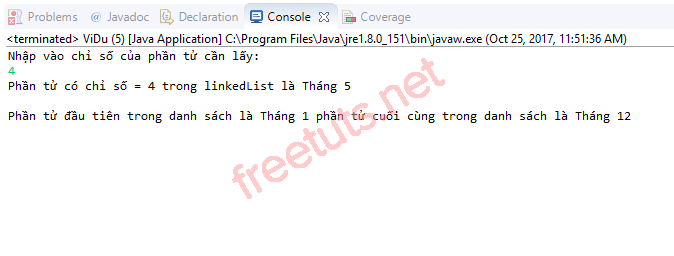 Problems @ Javadoc Declaration Console Coverage
<terminated> ViDu (5) [Java Application] C:\Program Files\Java\jre1.8.0_151\bin\javaw.exe (Oct 25, 2017, 11:51:36 AM)
Nhập vào chỉ số của phần tử cần lấy:
4
Phần tử có chỉ số = 4 trong linkedList là Tháng 5
Phần tử đầu tiên trong danh sách là Tháng 1 phần tử cuối cùng trong danh sách là Tháng 12
freetuts.net